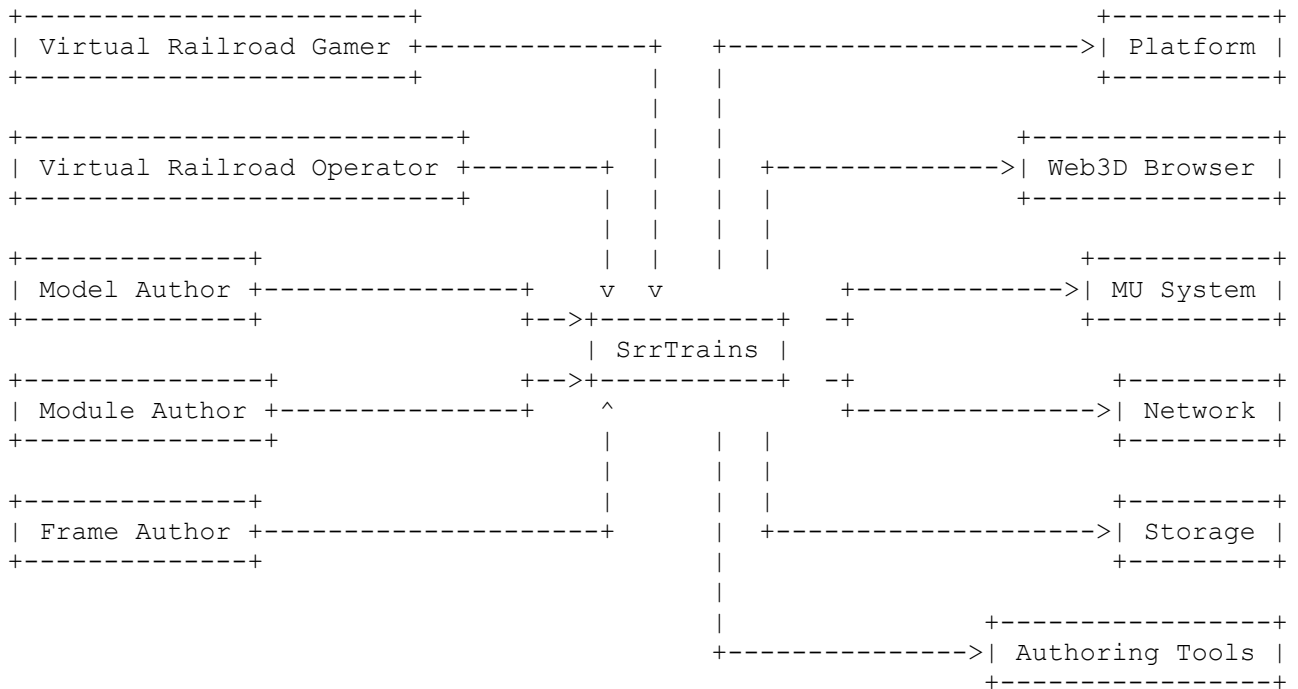 Virtual Railroad Gamer
Platform
Virtual Railroad Operator
Web3D Browser
Model Author
MU System
SrrTrains
Module Author
Network
Frame Author
Storage
Authoring Tools